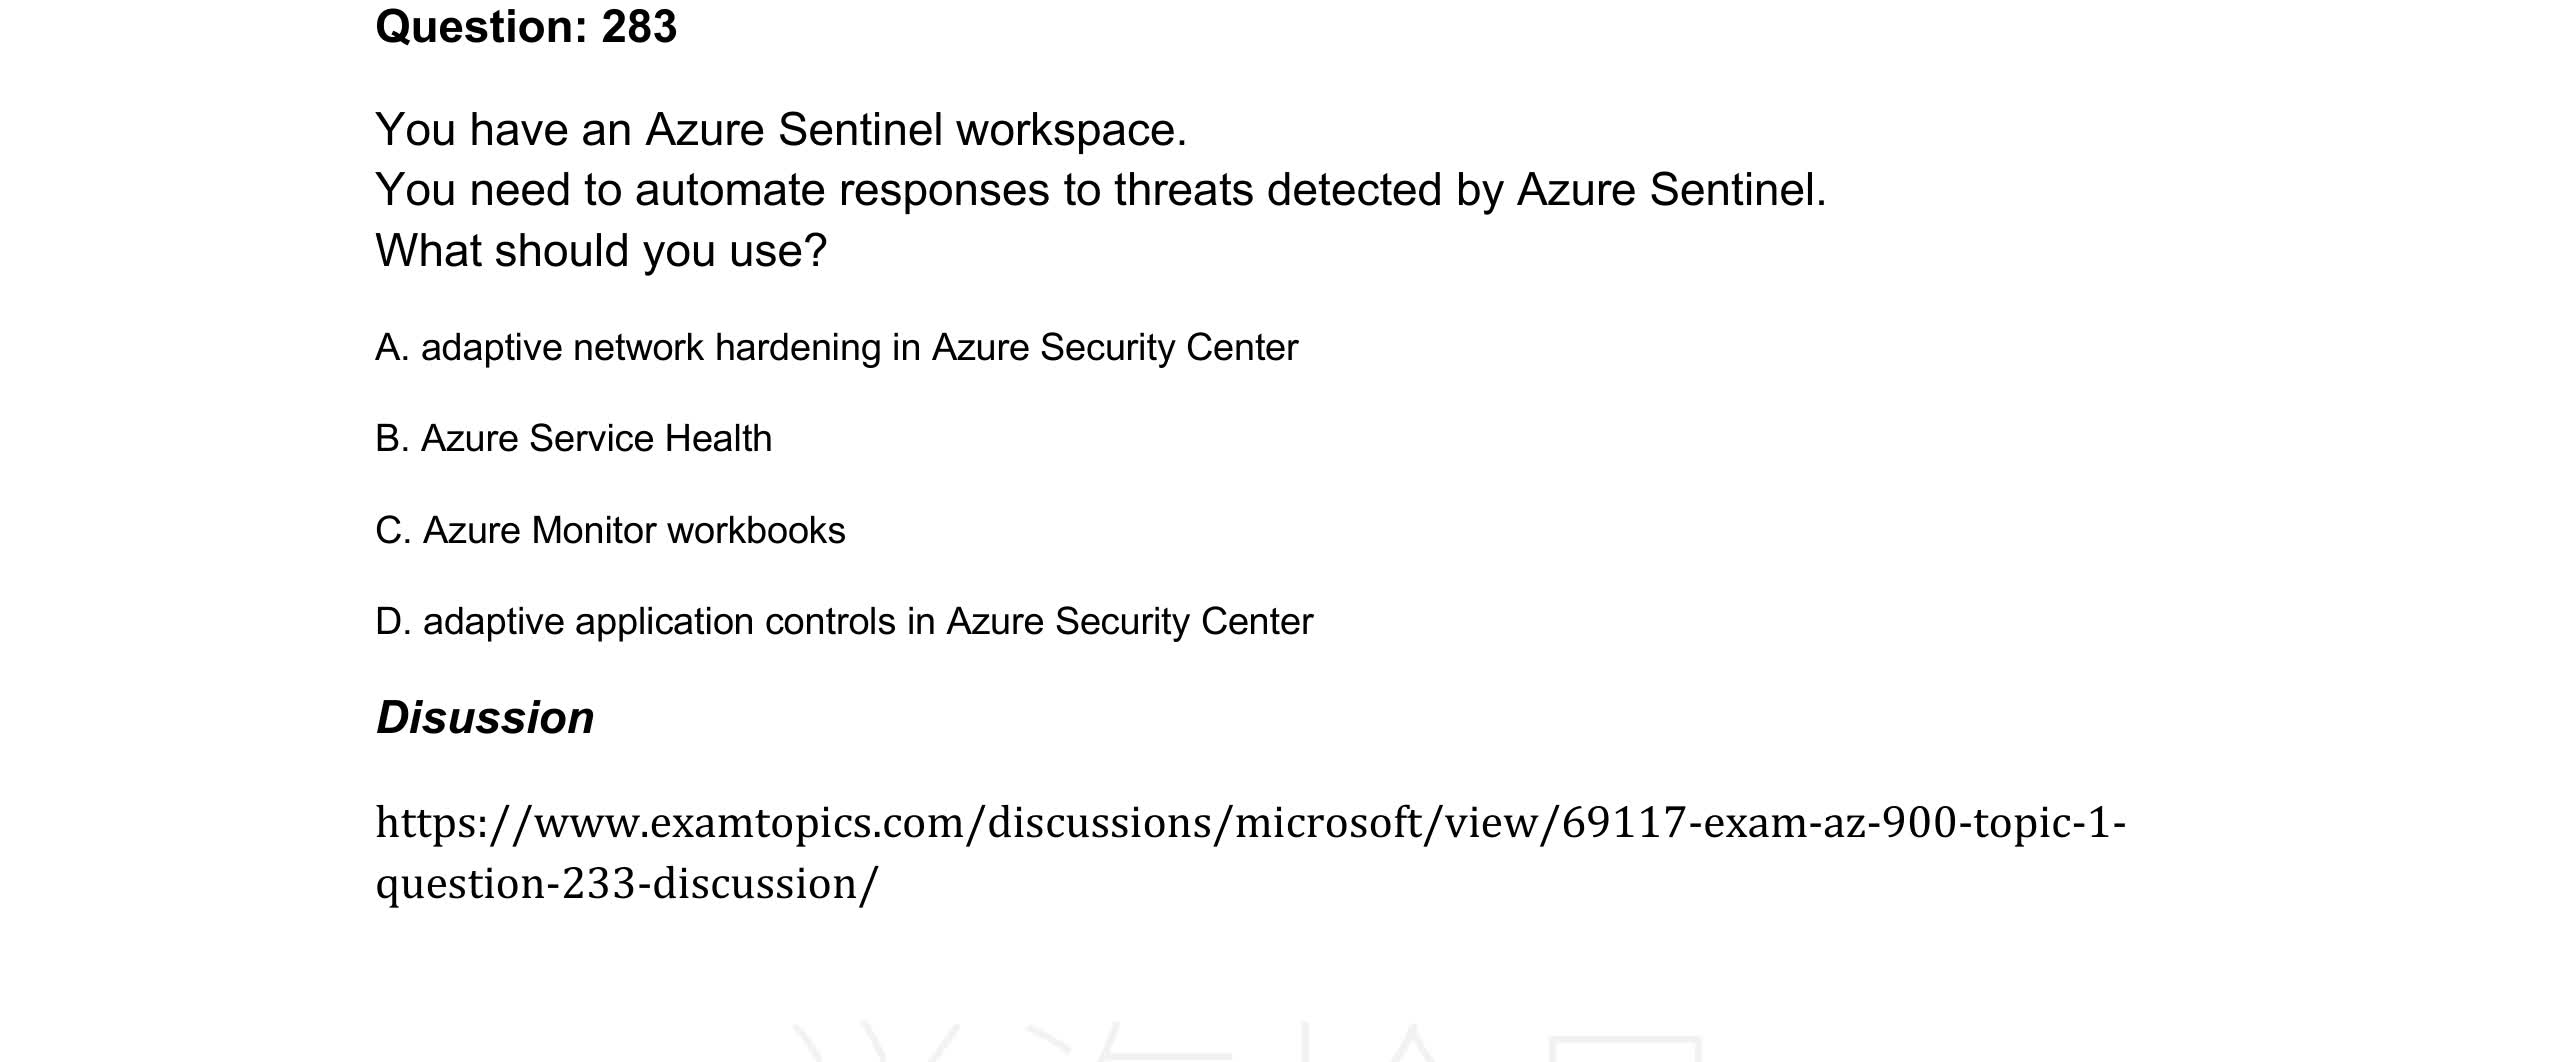 Question: 283
You have an Azure Sentinel workspace.
You need to automate responses to threats detected by Azure Sentinel.
What should you use?
A. adaptive network hardening in Azure Security Center
B. Azure Service Health
C. Azure Monitor workbooks
D. adaptive application controls in Azure Security Center
Disussion
https://www.examtopics.com/discussions/microsoft/view/69117-exam-az-900-topic-1-
question-233-discussion/